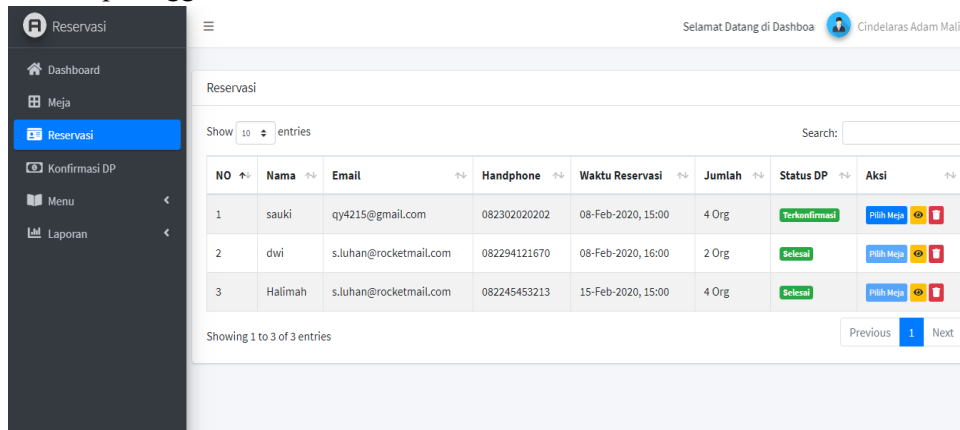 Reservasi
Selamat Datang di Dashboa
Cindelaras Adam Mali
Dashboard
Meja
Reservasi
Konfirmasi DP
Menu
Laporan
Reservasi
Show 10 entries
Search:
NO Nama Email Handphone Waktu Reservasi Jumlah Status DP Aksi
1 sauki qy4215@gmail.com 082302020202 08-Feb-2020, 15:00 4 Org Terkonfirmasi Pilih Meja
2 dwi s.luhan@rocketmail.com 082294121670 08-Feb-2020, 16:00 2 Org Selesai Pilih Meja
3 Halimah s.luhan@rocketmail.com 082245453213 15-Feb-2020, 15:00 4 Org Selesai Pilih Meja
Showing 1 to 3 of 3 entries
Previous 1 Next